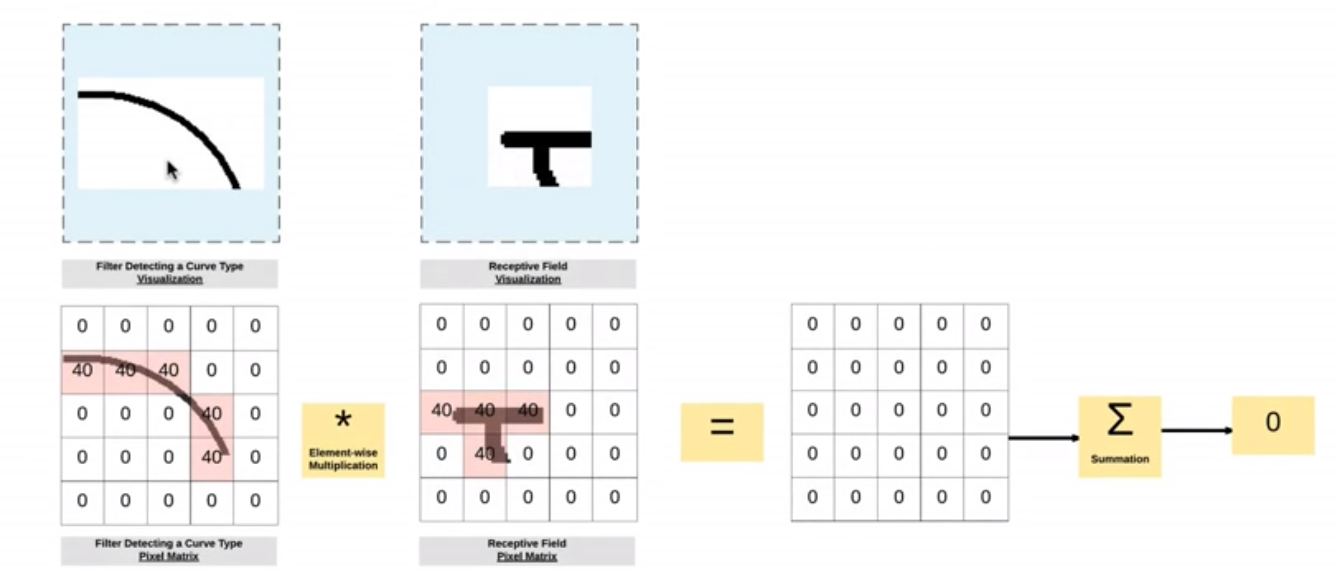 Filter Detecting a Curve Type
Visualization
Receptive Field
Visualization
0 0 0 0 0
40 40 40 0 0
0 0 0 40 0
0 0 0 40 0
0 0 0 0 0
Filter Detecting a Curve Type
Pixel Matrix
*
Element-wise
Multiplication
0 0 0 0 0
0 0 0 0 0
40 40 40 0 0
0 40 0 0 0
0 0 0 0 0
Receptive Field
Pixel Matrix
=
0 0 0 0 0
0 0 0 0 0
0 0 0 0 0
0 0 0 0 0
0 0 0 0 0
Σ
Summation
0